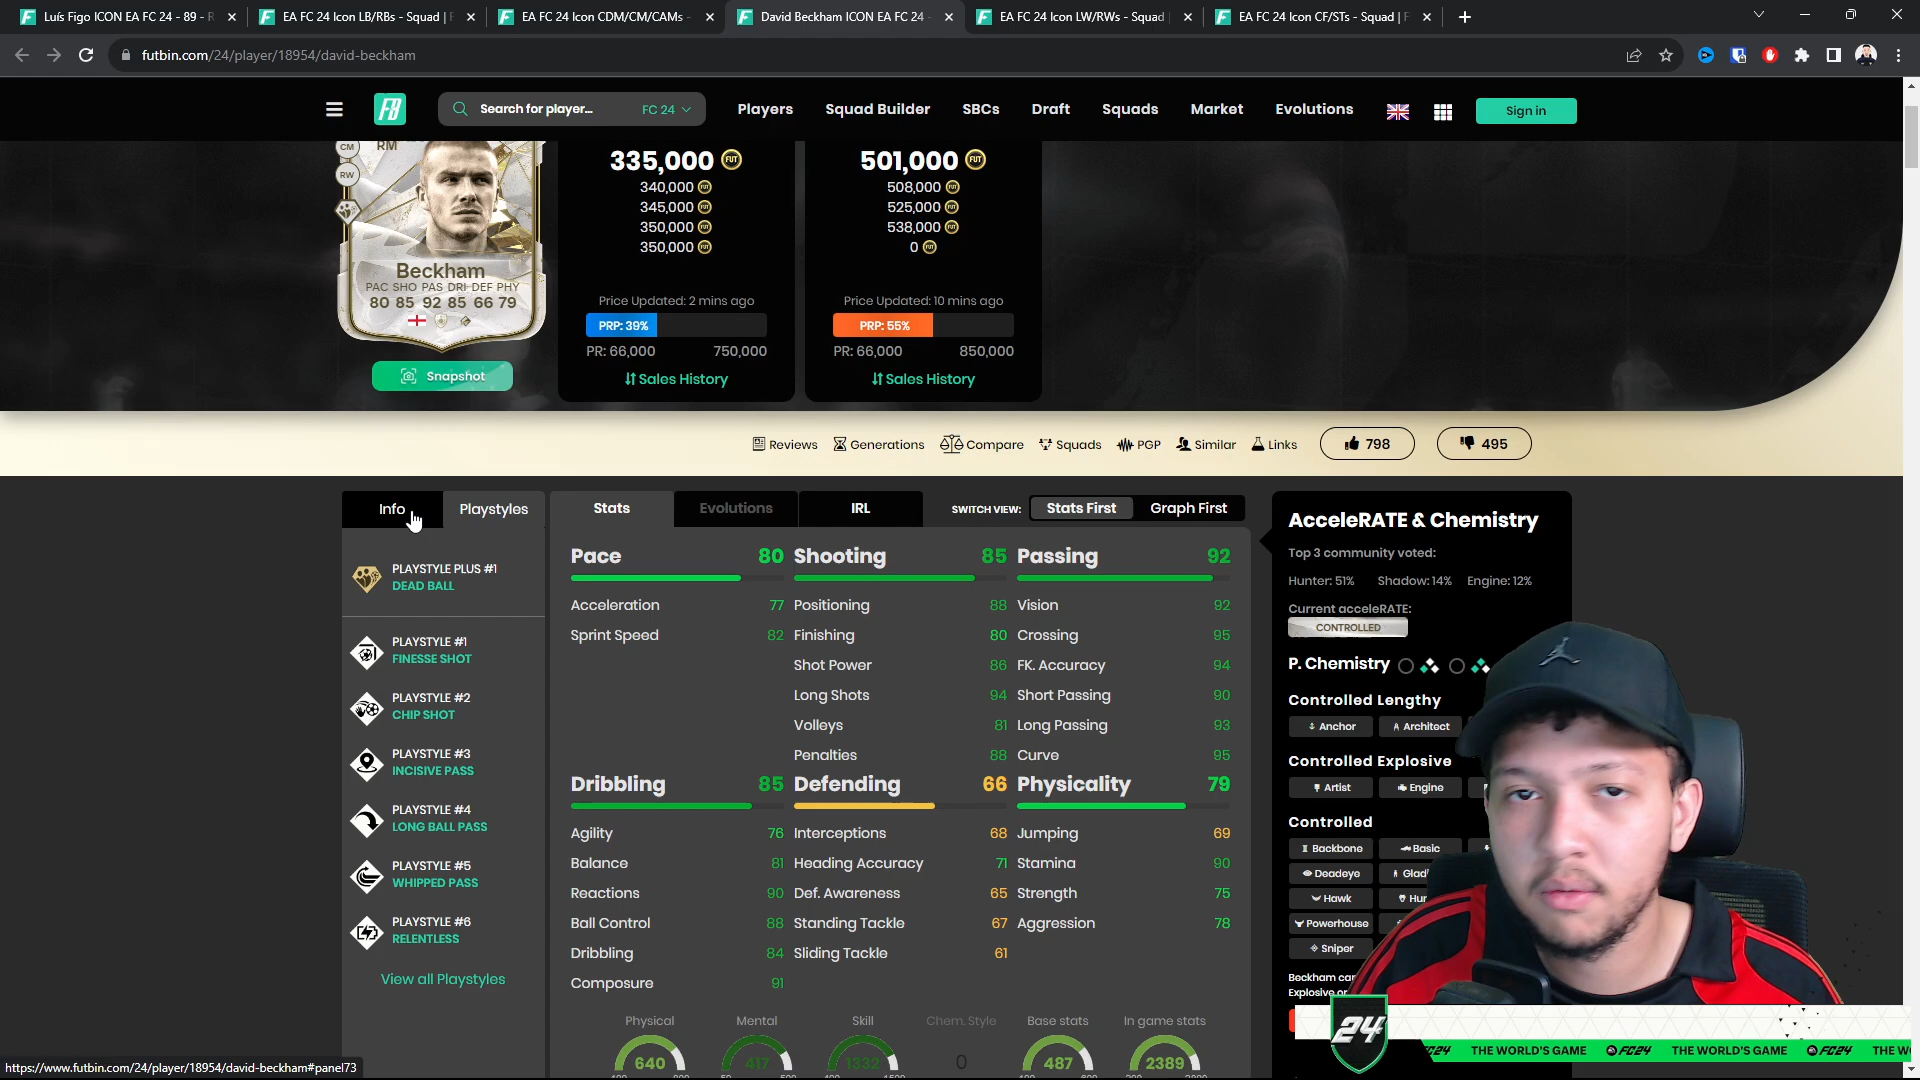 Luís Figo ICON EA FC 24 - 89 - R
EA FC 24 Icon LB/RBs - Squad | F
EA FC 24 Icon CDM/CM/CAMs -
David Beckham ICON EA FC 24 -
EA FC 24 Icon LW/RWs - Squad
EA FC 24 Icon CF/STs - Squad | F
futbin.com/24/player/18954/david-beckham
FB
Search for player...
FC 24
Players
Squad Builder
SBCs
Draft
Squads
Market
Evolutions
Sign in
CM
RM
RW
Beckham
PAC SHO PAS DRI DEF PHY
80 85 92 85 66 79
Snapshot
335,000
340,000
345,000
350,000
350,000
Price Updated: 2 mins ago
PRP: 39%
PR: 66,000 750,000
Sales History
501,000
508,000
525,000
538,000
0
Price Updated: 10 mins ago
PRP: 55%
PR: 66,000 850,000
Sales History
Reviews
Generations
Compare
Squads
PGP
Similar
Links
798
495
Info
Playstyles
PLAYSTYLE PLUS #1
DEAD BALL
PLAYSTYLE #1
FINESSE SHOT
PLAYSTYLE #2
CHIP SHOT
PLAYSTYLE #3
INCISIVE PASS
PLAYSTYLE #4
LONG BALL PASS
PLAYSTYLE #5
WHIPPED PASS
PLAYSTYLE #6
RELENTLESS
View all Playstyles
Stats
Evolutions
IRL
SWITCH VIEW:
Stats First
Graph First
Pace 80
Acceleration 77
Sprint Speed 82
Shooting 85
Positioning 88
Finishing 80
Shot Power 86
Long Shots 94
Volleys 81
Penalties 88
Passing 92
Vision 92
Crossing 95
FK. Accuracy 94
Short Passing 90
Long Passing 93
Curve 95
Dribbling 85
Agility 76
Balance 81
Reactions 90
Ball Control 88
Dribbling 84
Composure 91
Defending 66
Interceptions 68
Heading Accuracy 71
Def. Awareness 65
Standing Tackle 67
Sliding Tackle 61
Physicality 79
Jumping 69
Stamina 90
Strength 75
Aggression 78
Physical
640
Mental
417
Skill
1332
Chem. Style
0
Base stats
487
In game stats
2389
AcceleRATE & Chemistry
Top 3 community voted:
Hunter: 51% Shadow: 14% Engine: 12%
Current acceleRATE:
CONTROLLED
P. Chemistry
Controlled Lengthy
Anchor
Architect
Controlled Explosive
Artist
Engine
Controlled
Backbone
Basic
Deadeye
Hawk
Powerhouse
Sniper
Explosive or
24
THE WORLD'S GAME
FC24
THE WORLD'S GAME
FC24
https://www.futbin.com/24/player/18954/david-beckham#panel73